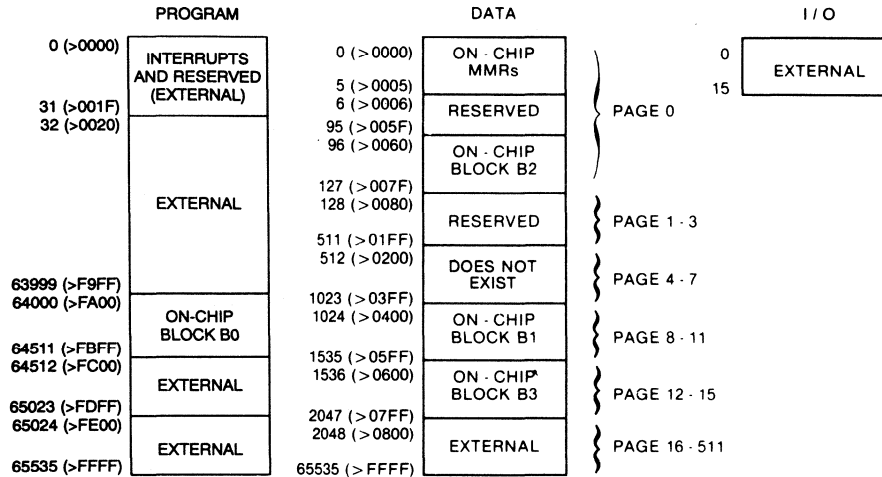 PROGRAM
0 (>0000)
INTERRUPTS
AND RESERVED
(EXTERNAL)
31 (>001F)
32 (>0020)
EXTERNAL
63999 (>F9FF)
64000 (>FA00)
ON-CHIP
BLOCK B0
64511 (>FBFF)
64512 (>FC00)
EXTERNAL
65023 (>FDFF)
65024 (>FE00)
EXTERNAL
65535 (>FFFF)
DATA
0 (>0000)
ON - CHIP
MMRs
5 (>0005)
6 (>0006)
RESERVED
95 (>005F)
96 (>0060)
ON - CHIP
BLOCK B2
127 (>007F)
PAGE 0
128 (>0080)
RESERVED
511 (>01FF)
PAGE 1 - 3
512 (>0200)
DOES NOT
EXIST
1023 (>03FF)
PAGE 4 - 7
1024 (>0400)
ON - CHIP
BLOCK B1
1535 (>05FF)
PAGE 8 - 11
1536 (>0600)
ON - CHIP
BLOCK B3
2047 (>07FF)
PAGE 12 - 15
2048 (>0800)
EXTERNAL
65535 (>FFFF)
PAGE 16 - 511
I / O
0
EXTERNAL
15